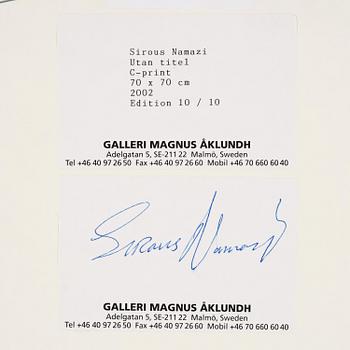 Sirous Namazi
Utan titel
C-print
70 x 70 cm
2002
Edition 10 / 10
GALLERI MAGNUS ÅKLUNDH
Adelgatan 5, SE-211 22 Malmö, Sweden
Tel +46 40 97 26 50 Fax +46 40 97 26 60 Mobil +46 70 660 60 40
Sirous Namazi
GALLERI MAGNUS ÅKLUNDH
Adelgatan 5, SE-211 22 Malmö, Sweden
Tel +46 40 97 26 50 Fax +46 40 97 26 60 Mobil +46 70 660 60 40